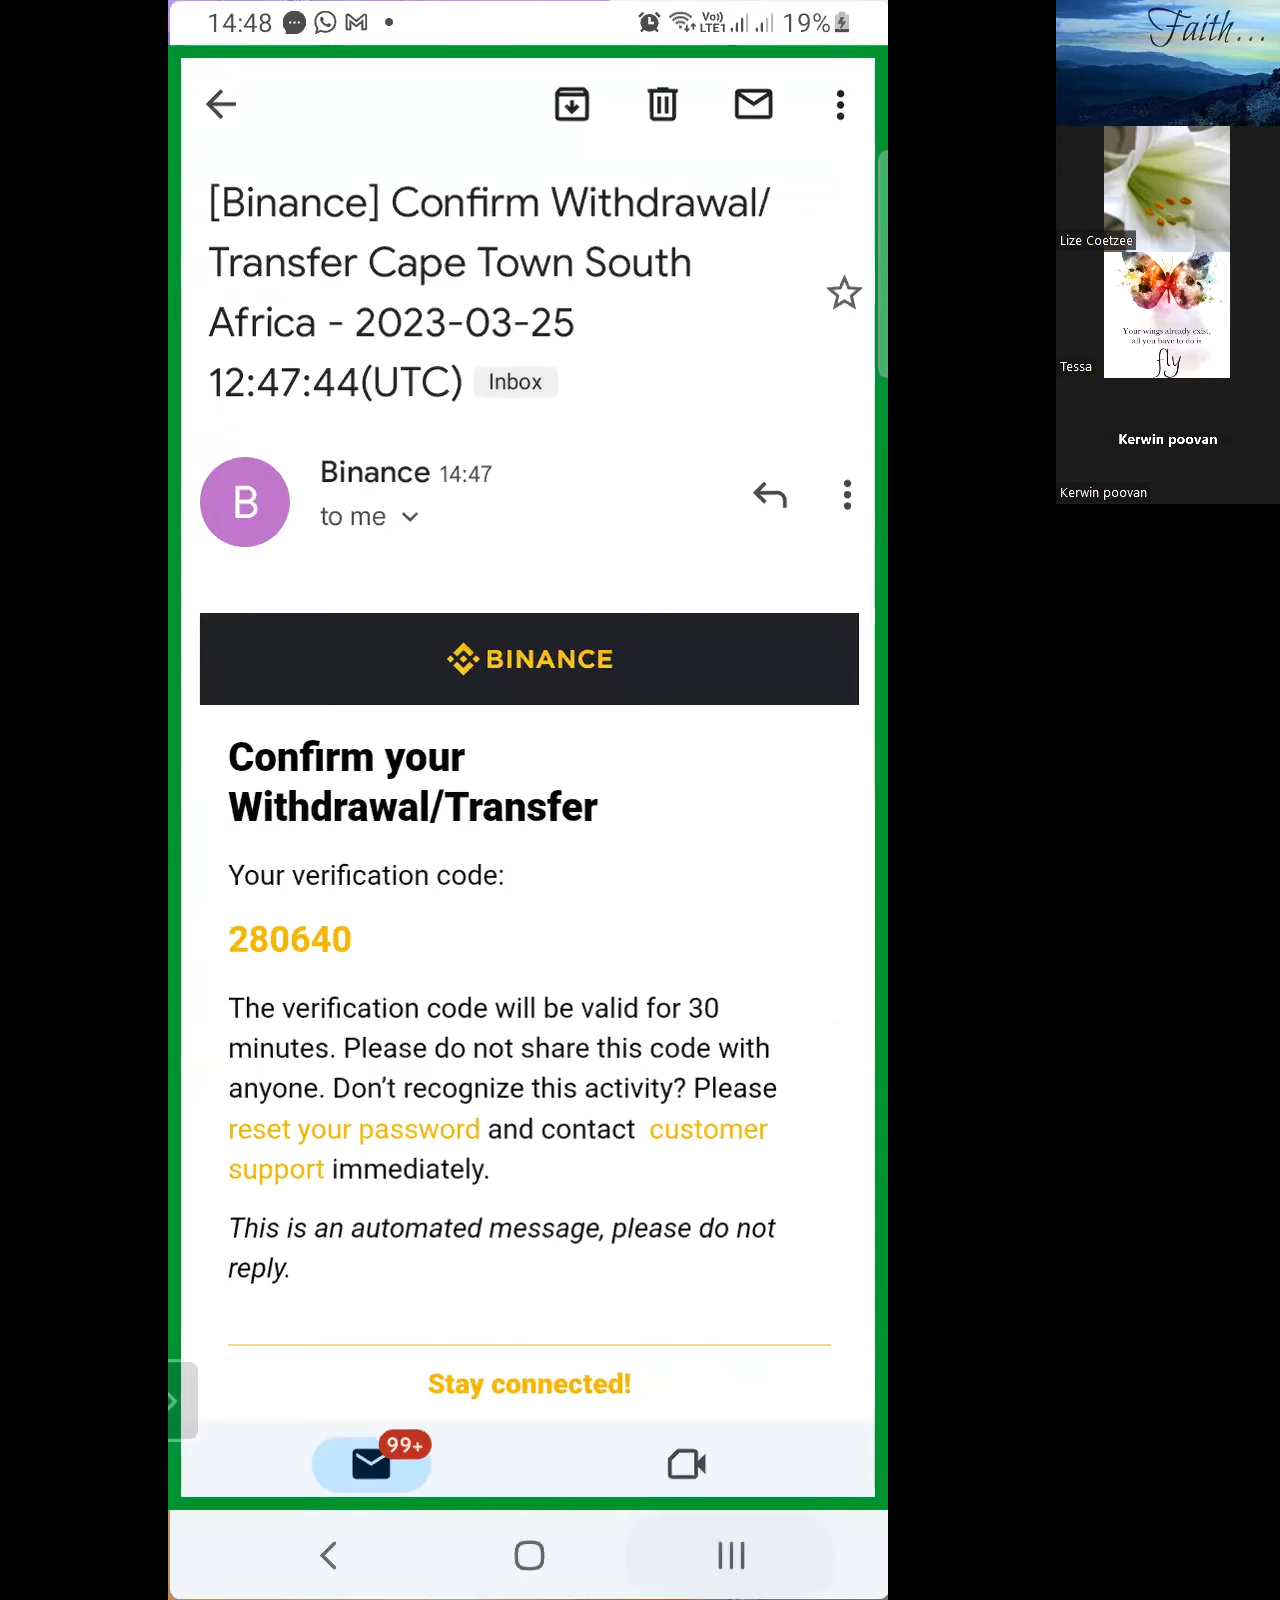 14:48
Vo))
LTE1
19%
[Binance] Confirm Withdrawal/
Transfer Cape Town South
Africa - 2023-03-25
12:47:44(UTC) Inbox
B
Binance 14:47
to me
BINANCE
Confirm your
Withdrawal/Transfer
Your verification code:
280640
The verification code will be valid for 30
minutes. Please do not share this code with
anyone. Don’t recognize this activity? Please
reset your password and contact customer
support immediately.
This is an automated message, please do not
reply.
Stay connected!
99+
Faith...
Lize Coetzee
Your wings already exist,
all you have to do is
fly
Tessa
Kerwin poovan
Kerwin poovan